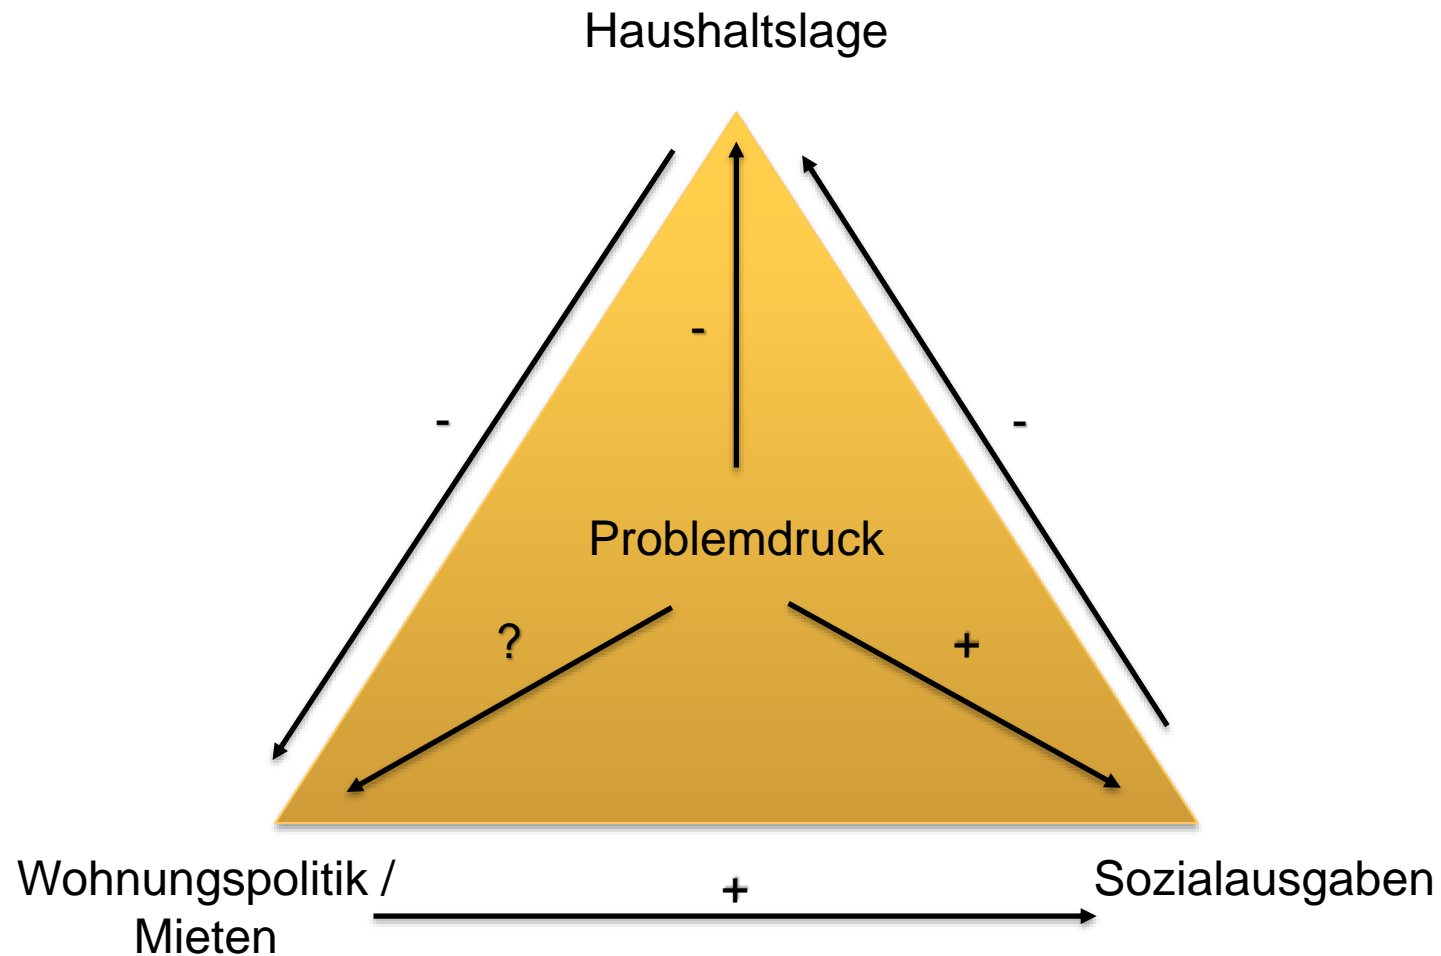 Haushaltslage
-
-
-
Problemdruck
?
+
Wohnungspolitik /
Mieten
+
Sozialausgaben